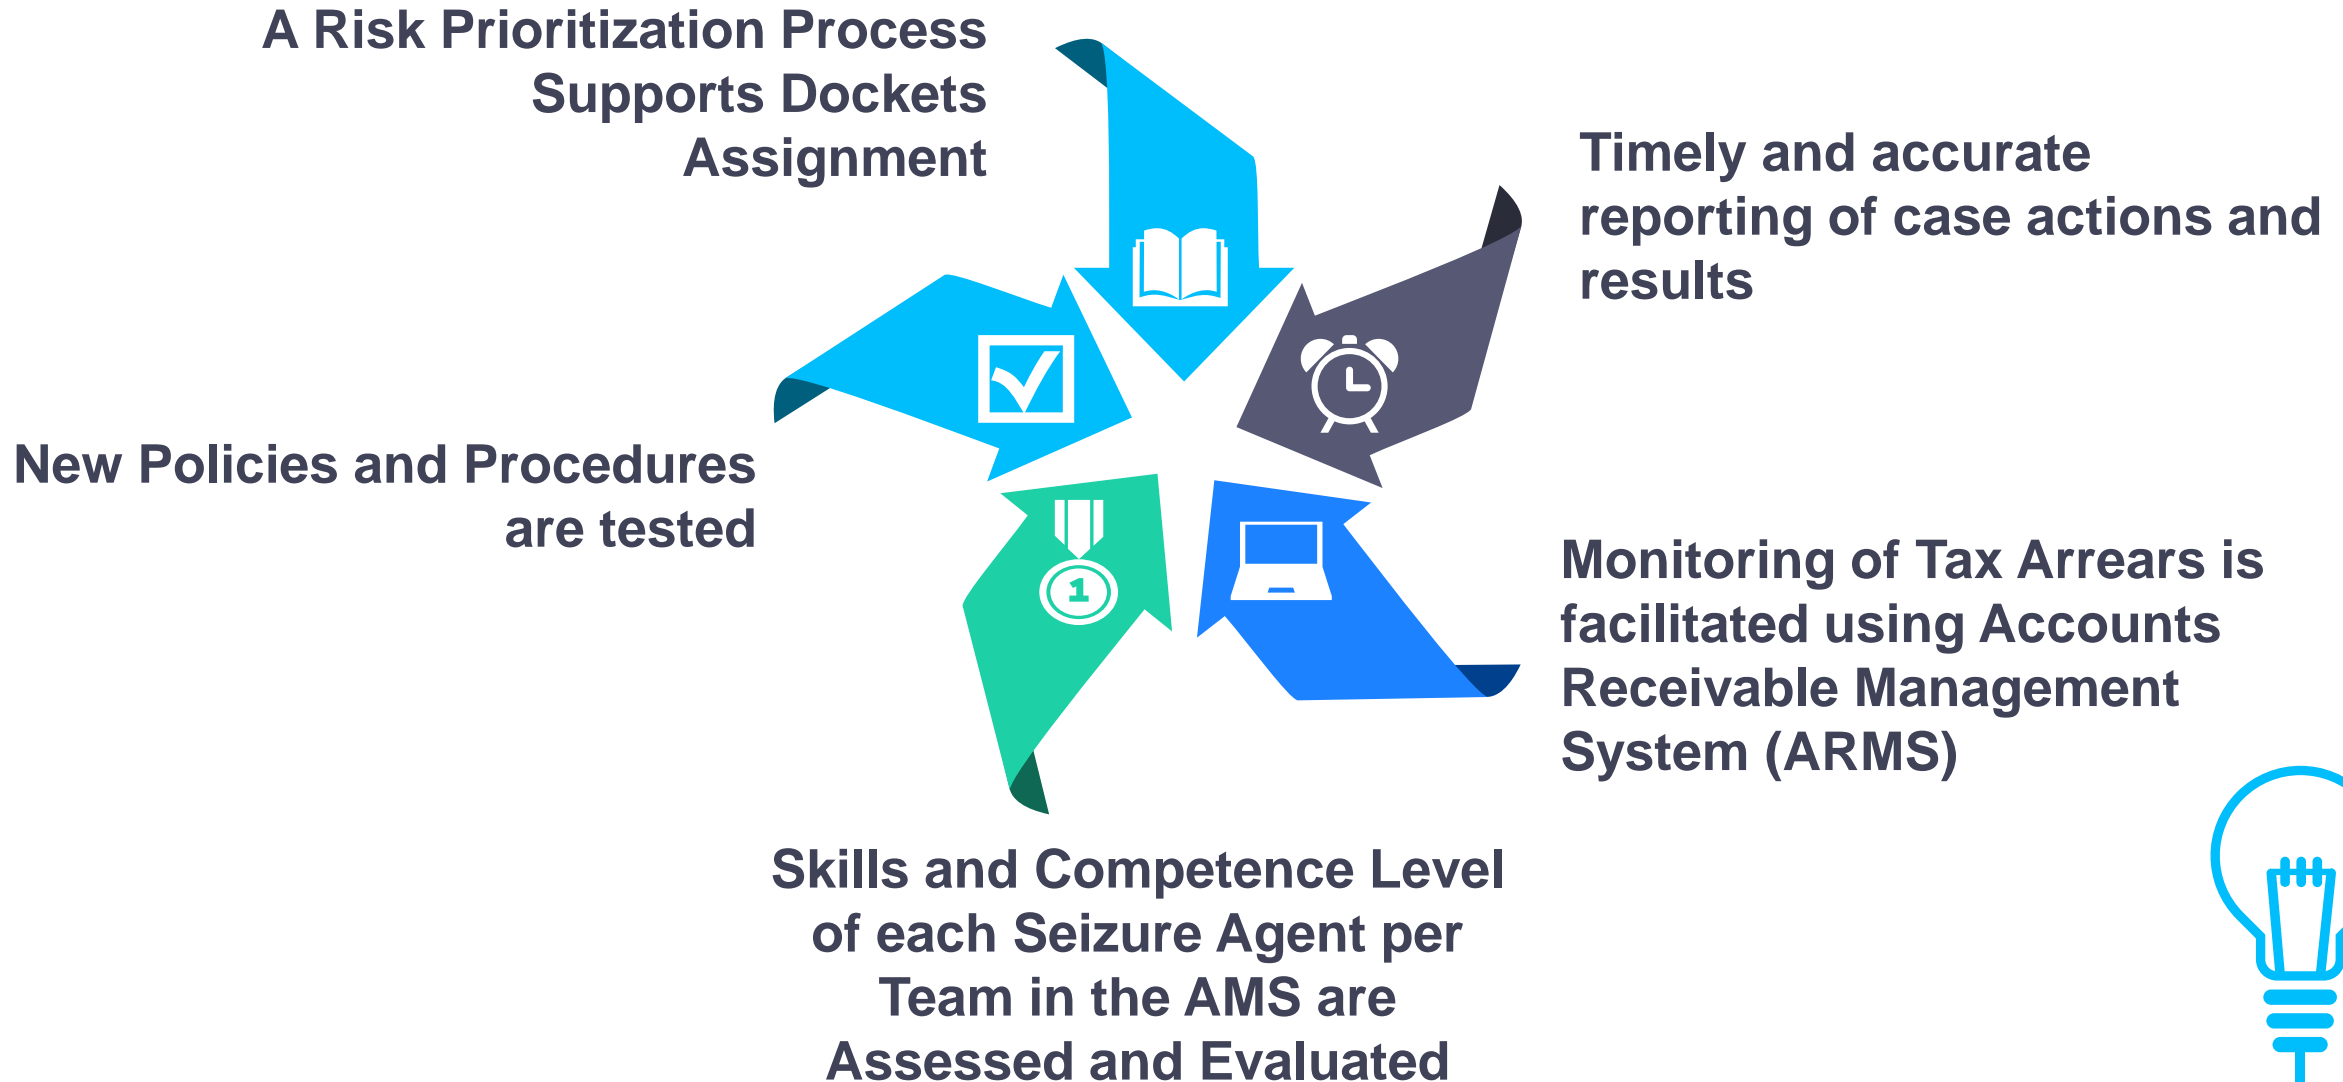 A Risk Prioritization Process
Supports Dockets
Assignment
Timely and accurate
reporting of case actions and
results
New Policies and Procedures
are tested
1
Monitoring of Tax Arrears is
facilitated using Accounts
Receivable Management
System (ARMS)
Skills and Competence Level
of each Seizure Agent per
Team in the AMS are
Assessed and Evaluated